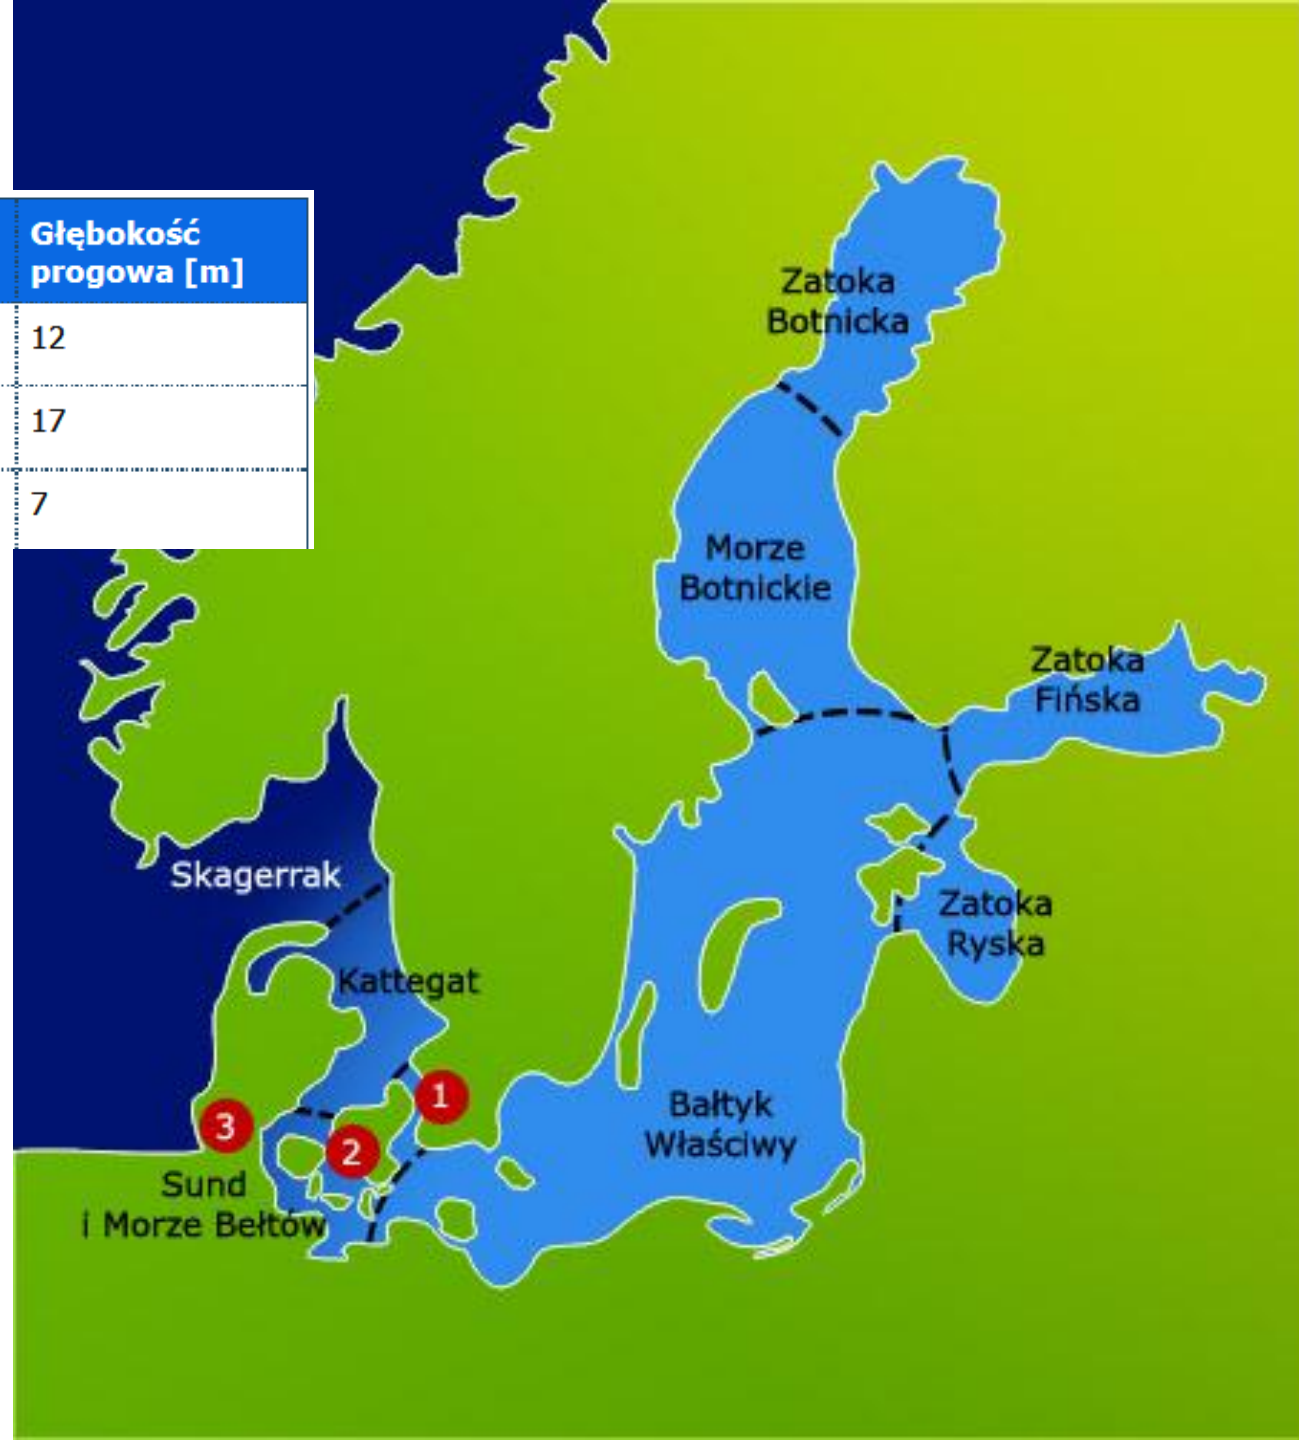 Głębokość
progowa [m]
12
17
7
Zatoka
Botnicka
Morze
Botnickie
Zatoka
Fińska
Skagerrak
Zatoka
Ryska
Kattegat
1
Bałtyk
Właściwy
3
2
Sund
i Morze Bełtów